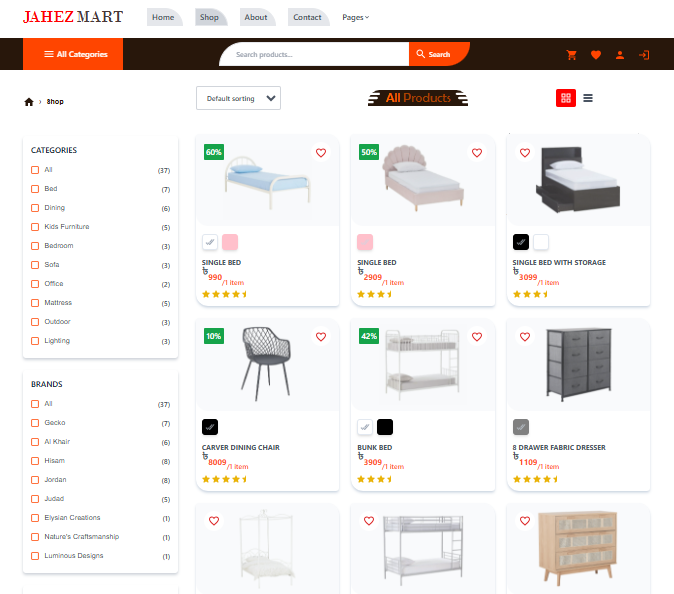 JAHEZ MART
Home
Shop
About
Contact
Pages
All Categories
Search products...
Search
Shop
Default sorting
All Products
CATEGORIES
All (37)
Bed (7)
Dining (6)
Kids Furniture (5)
Bedroom (3)
Sofa (3)
Office (2)
Mattress (5)
Outdoor (3)
Lighting (3)
BRANDS
All (37)
Gecko (7)
Al Khair (6)
Hisam (8)
Jordan (8)
Judad (5)
Elysian Creations (1)
Nature's Craftsmanship (1)
Luminous Designs (1)
60%
SINGLE BED
৳990/1 item
50%
SINGLE BED
৳2909/1 item
SINGLE BED WITH STORAGE
৳3099/1 item
10%
CARVER DINING CHAIR
৳8009/1 item
42%
BUNK BED
৳3909/1 item
8 DRAWER FABRIC DRESSER
৳1109/1 item